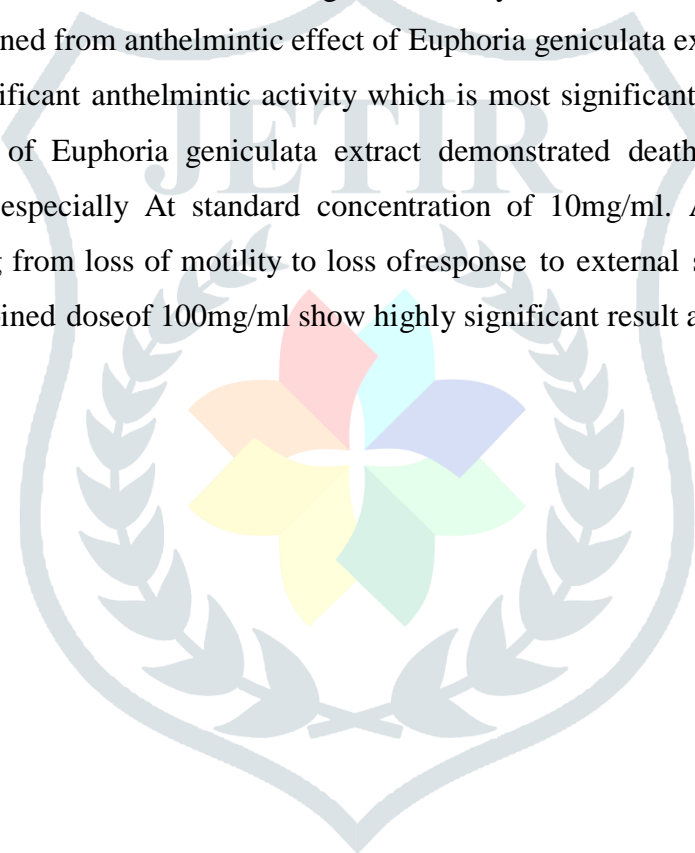 ned from anthelmintic effect of Euphoria geniculata ex
ificant anthelmintic activity which is most significant
of Euphoria geniculata extract demonstrated death
especially At standard concentration of 10mg/ml. A
from loss of motility to loss ofresponse to external s
ined doseof 100mg/ml show highly significant result a
JETIR